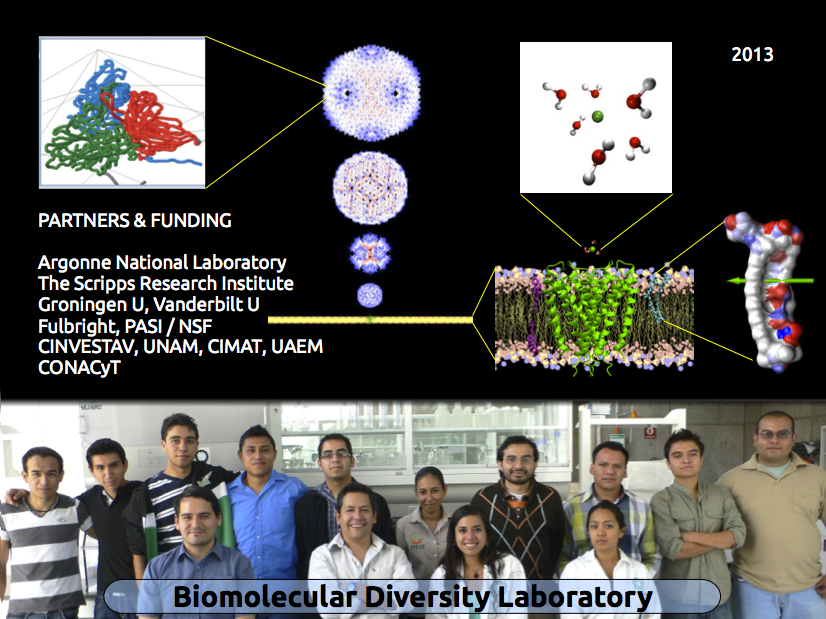 2013
PARTNERS & FUNDING
Argonne National Laboratory
The Scripps Research Institute
Groningen U, Vanderbilt U
Fulbright, PASI / NSF
CINVESTAV, UNAM, CIMAT, UAEM
CONACyT
Biomolecular Diversity Laboratory